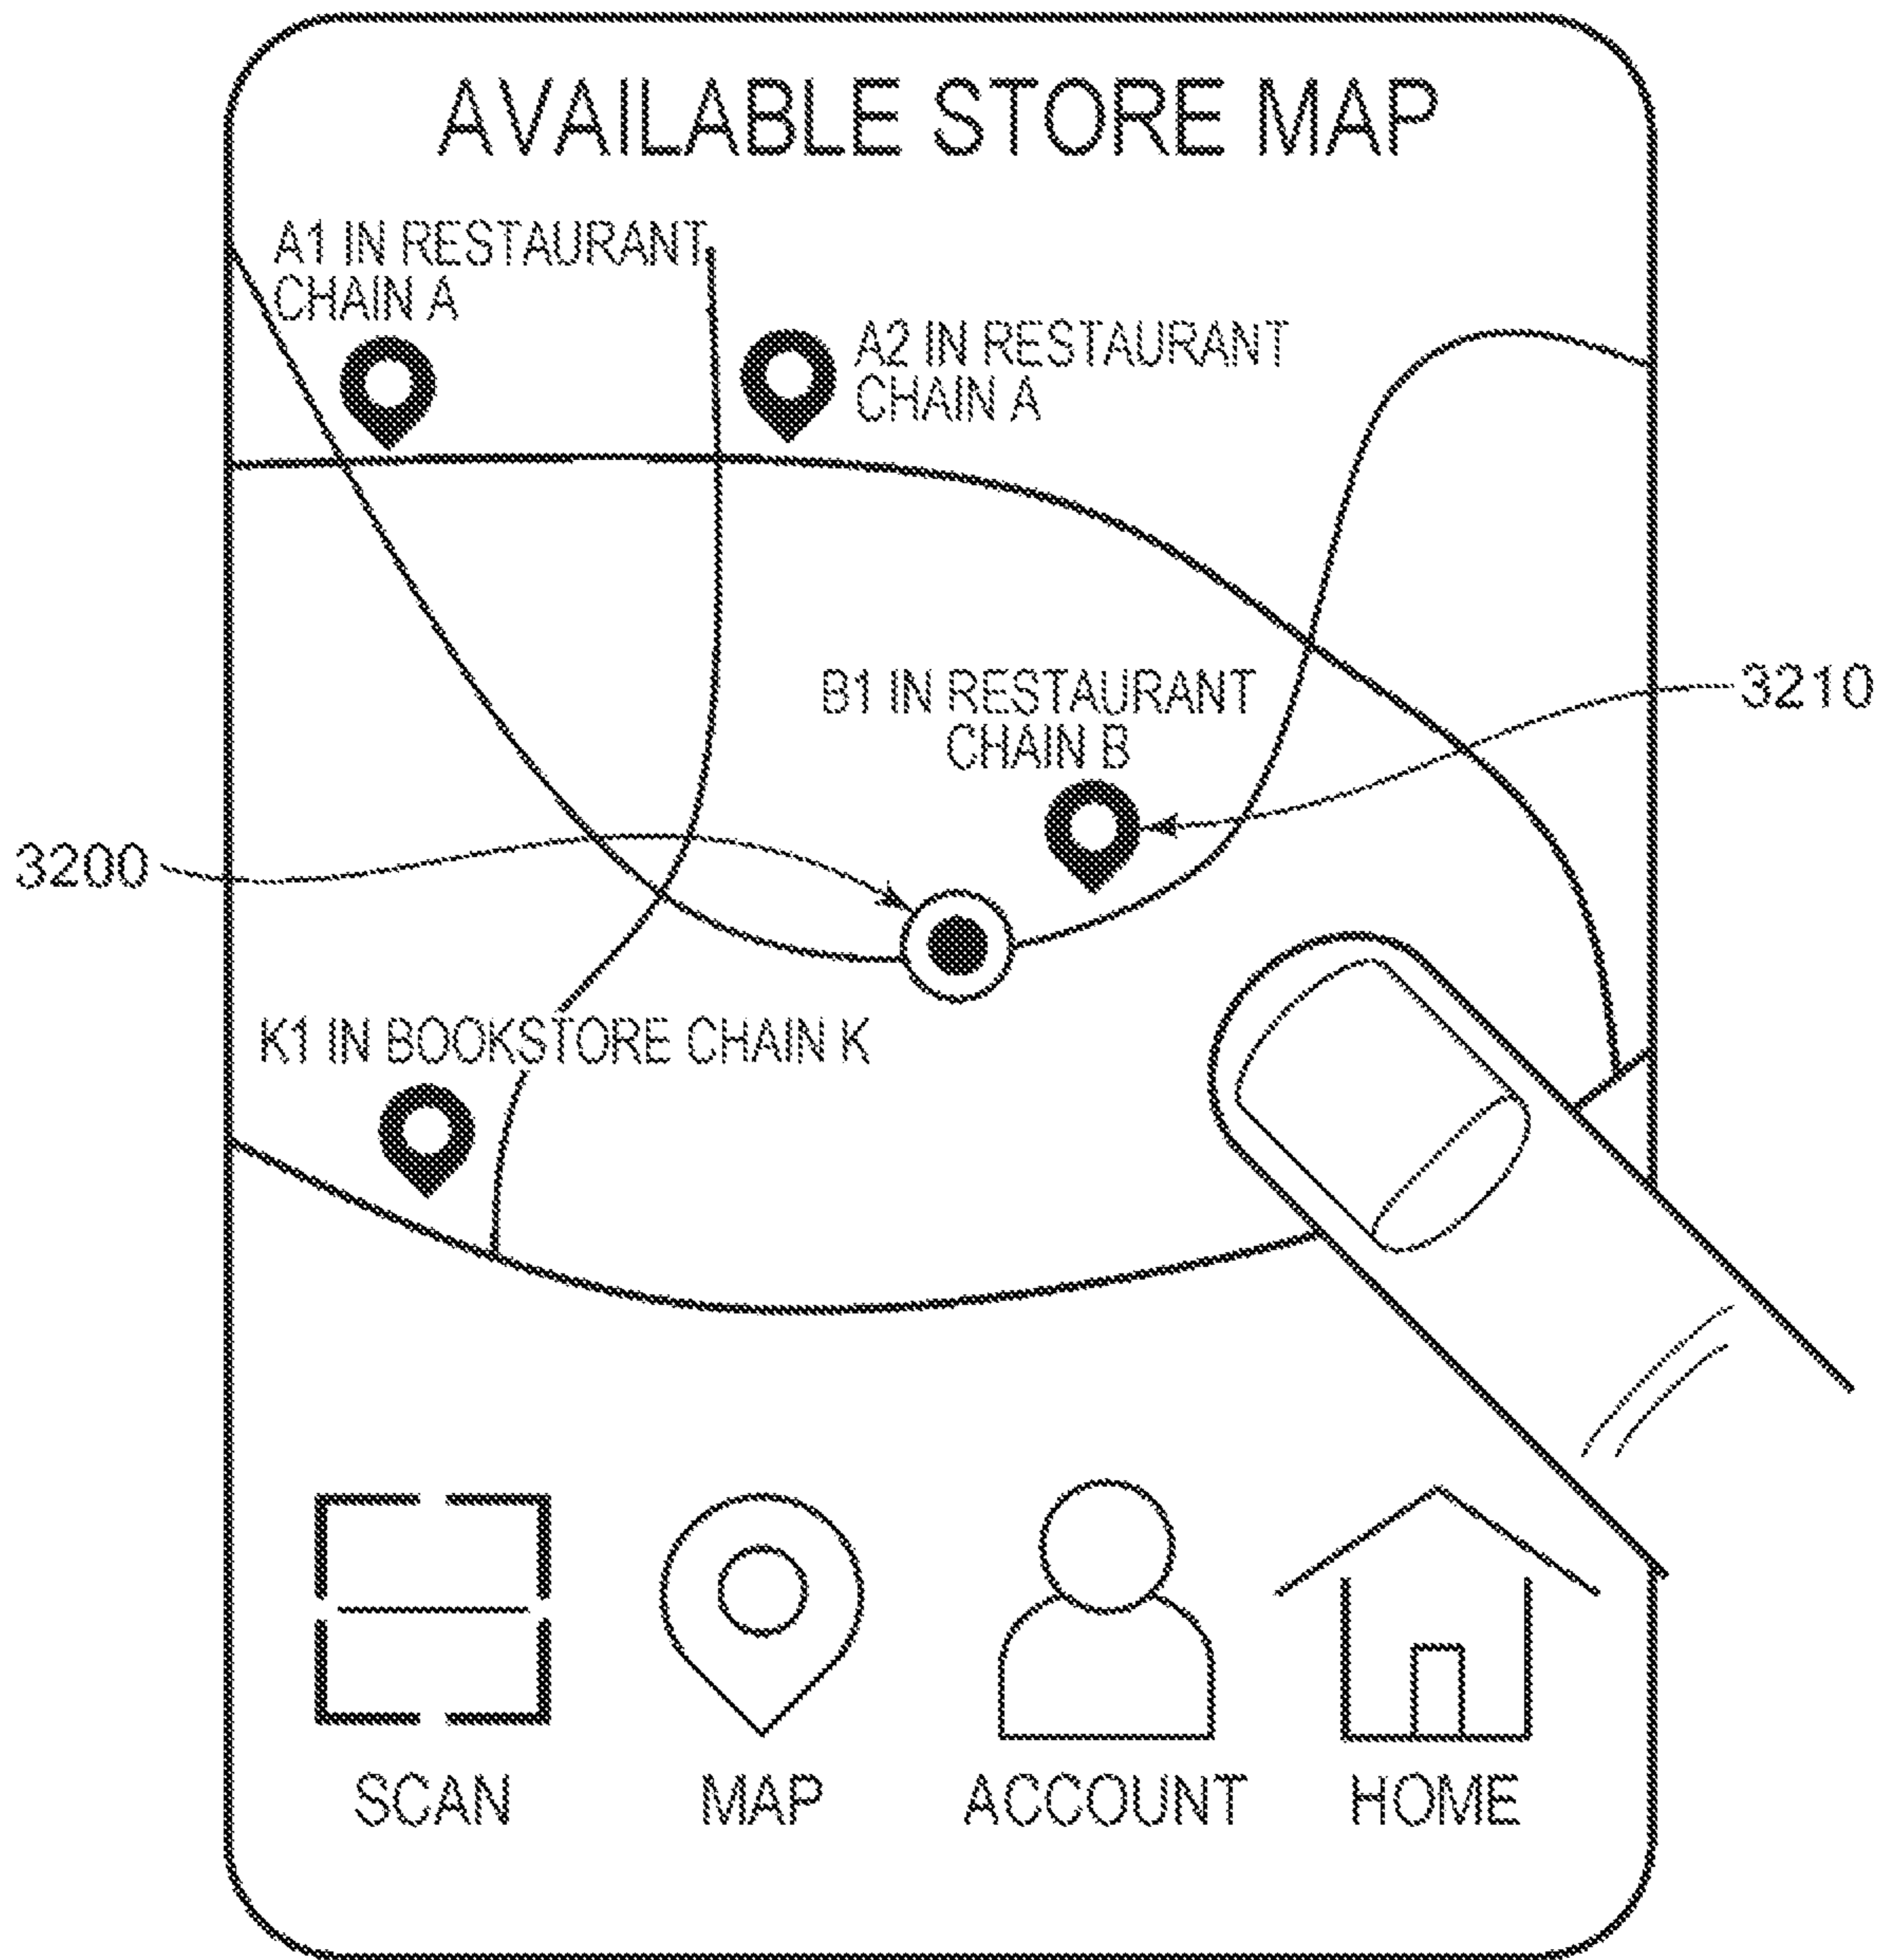 AVAILABLE STORE MAP
A1 IN RESTAURANT
CHAIN A
A2 IN RESTAURANT
CHAIN A
B1 IN RESTAURANT
CHAIN B
3210
3200
K1 IN BOOKSTORE CHAIN K
SCAN
MAP
ACCOUNT
HOME